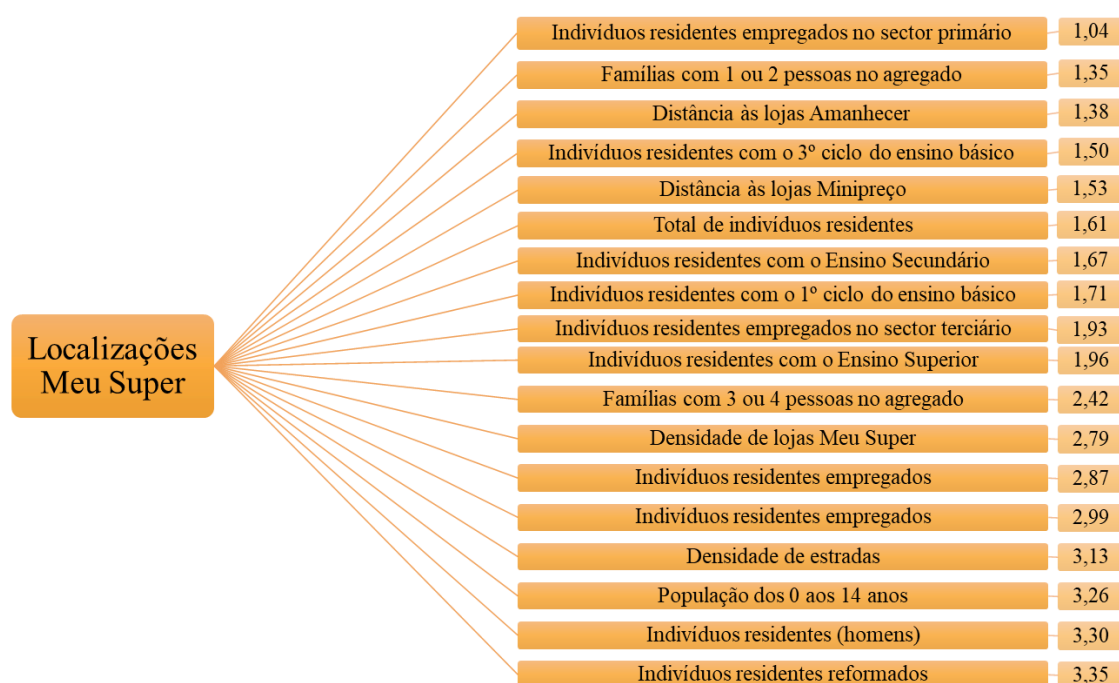 Indivíduos residentes empregados no sector primário 1,04
Famílias com 1 ou 2 pessoas no agregado 1,35
Distância às lojas Amanhecer 1,38
Indivíduos residentes com o 3º ciclo do ensino básico 1,50
Distância às lojas Minipreço 1,53
Total de indivíduos residentes 1,61
Indivíduos residentes com o Ensino Secundário 1,67
Indivíduos residentes com o 1º ciclo do ensino básico 1,71
Indivíduos residentes empregados no sector terciário 1,93
Indivíduos residentes com o Ensino Superior 1,96
Localizações
Meu Super
Famílias com 3 ou 4 pessoas no agregado 2,42
Densidade de lojas Meu Super 2,79
Indivíduos residentes empregados 2,87
Indivíduos residentes empregados 2,99
Densidade de estradas 3,13
População dos 0 aos 14 anos 3,26
Indivíduos residentes (homens) 3,30
Indivíduos residentes reformados 3,35